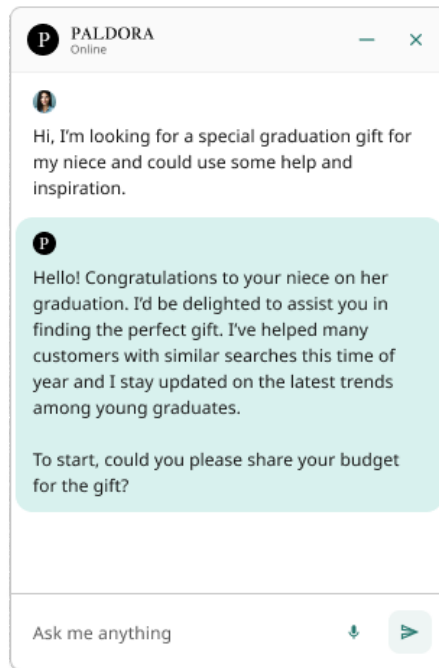 P PALDORA
Online
Hi, I’m looking for a special graduation gift for
my niece and could use some help and
inspiration.
P
Hello! Congratulations to your niece on her
graduation. I’d be delighted to assist you in
finding the perfect gift. I’ve helped many
customers with similar searches this time of
year and I stay updated on the latest trends
among young graduates.
To start, could you please share your budget
for the gift?
Ask me anything